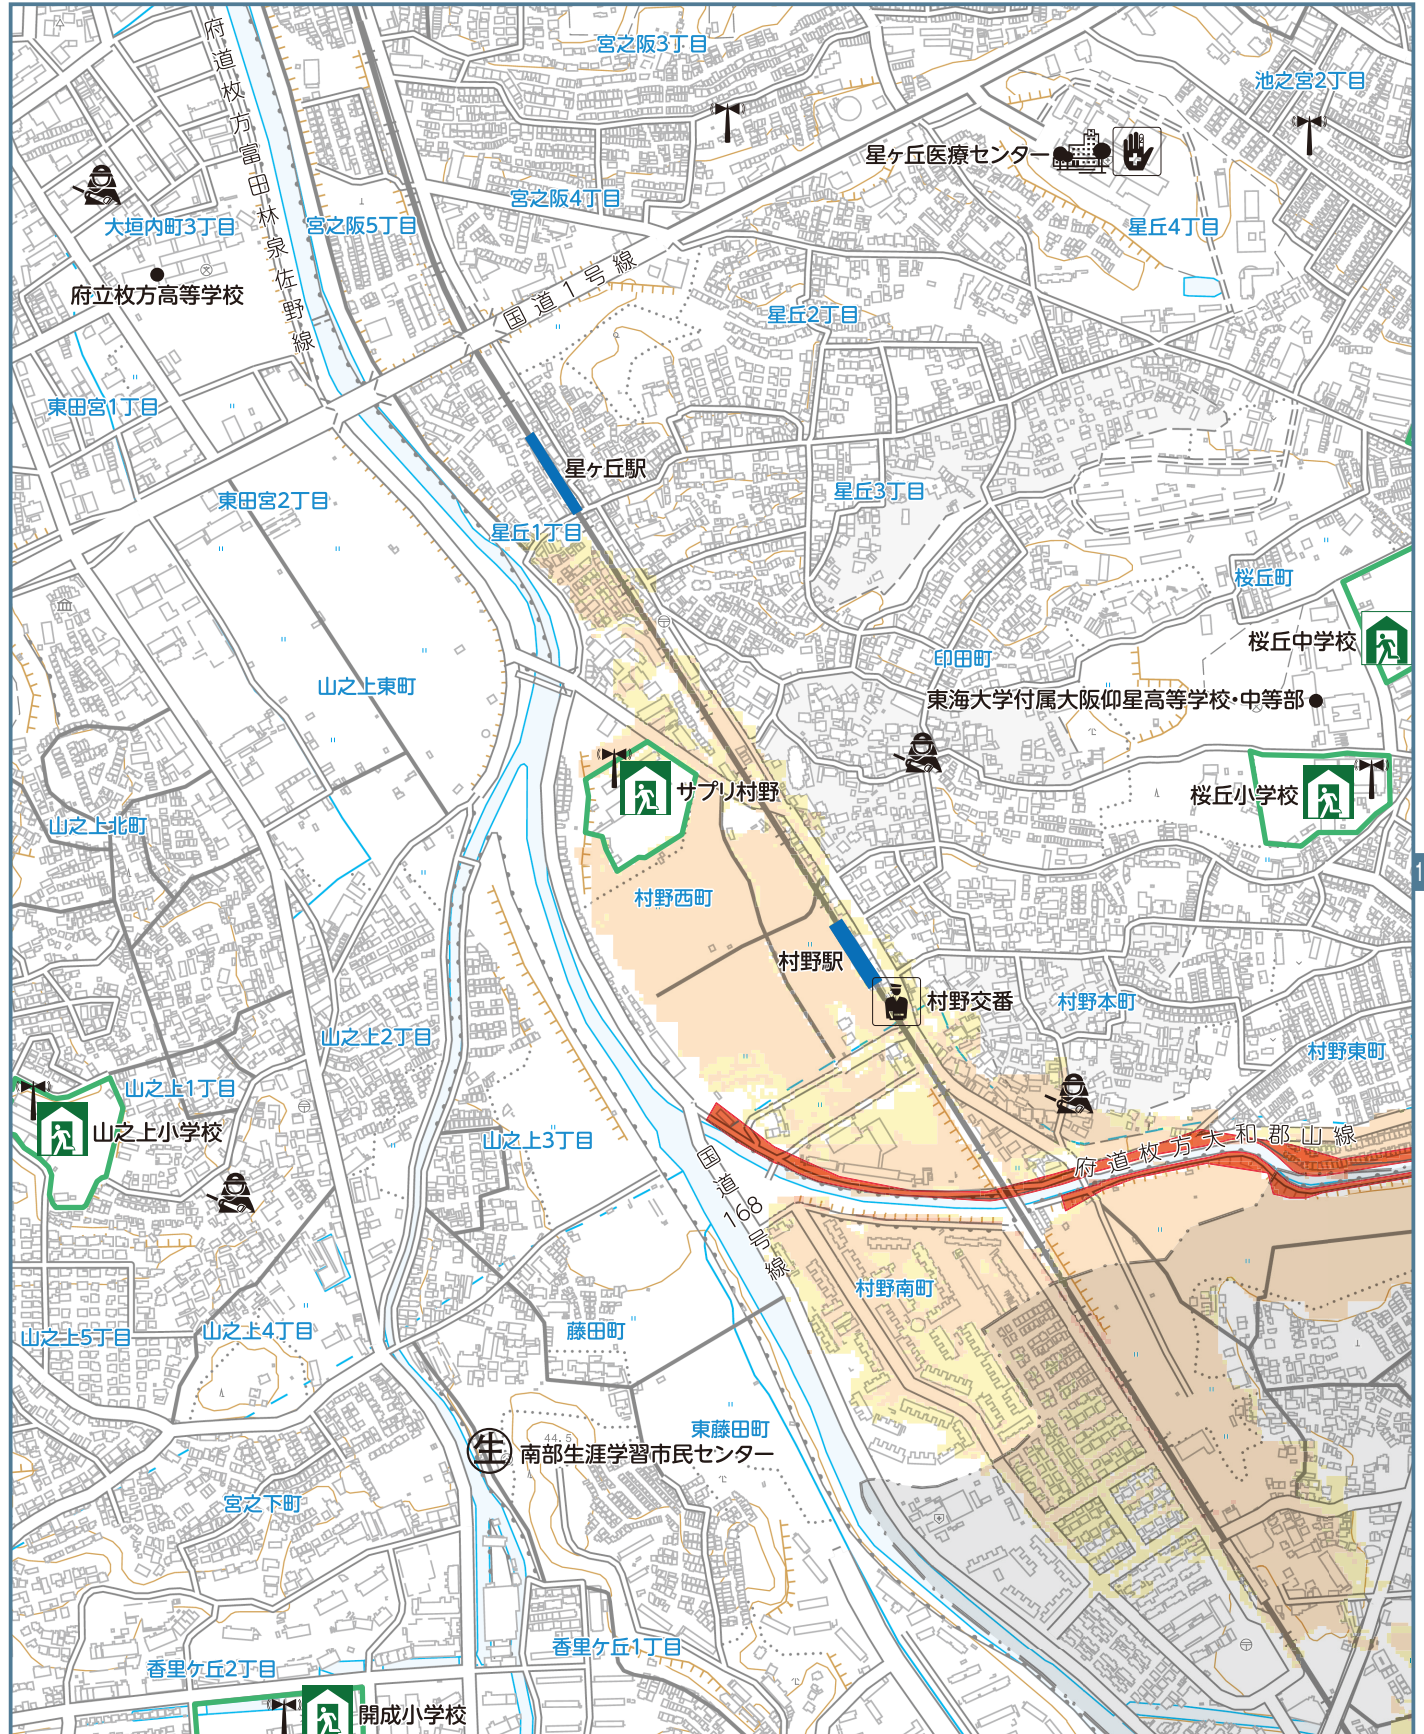 府道枚方富田林泉佐野線
宮之阪3丁目
池之宮2丁目
星ヶ丘医療センター
宮之阪4丁目
大垣内町3丁目
宮之阪5丁目
星丘4丁目
府立枚方高等学校
国道1号線
星丘2丁目
東田宮1丁目
星ヶ丘駅
東田宮2丁目
星丘3丁目
星丘1丁目
桜丘町
桜丘中学校
印田町
山之上東町
東海大学付属大阪仰星高等学校・中等部
サプリ村野
桜丘小学校
山之上北町
1
村野西町
村野駅
村野交番
村野本町
山之上2丁目
村野東町
山之上1丁目
山之上小学校
山之上3丁目
府道枚方大和郡山線
国道168号線
村野南町
山之上5丁目
山之上4丁目
藤田町
東藤田町
44.5
生
南部生涯学習市民センター
宮之下町
香里ケ丘1丁目
香里ケ丘2丁目
開成小学校